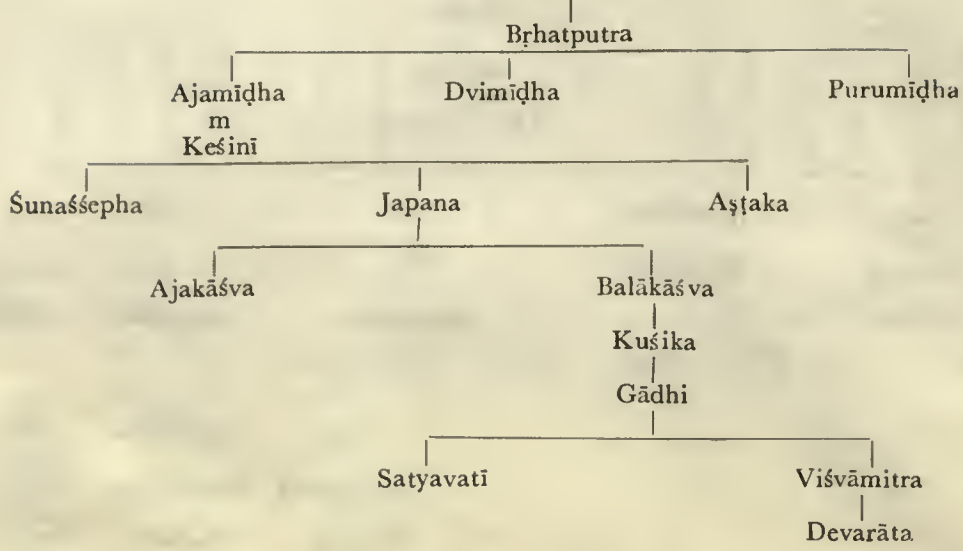 Bṛhatputra
Ajamīḍha Dvimīḍha Purumīḍha
m
Keśinī
Śunaśśepha Japana Aṣṭaka
Ajakāśva Balākāśva
Kuśika
Gādhi
Satyavatī Viśvāmitra
Devarāta